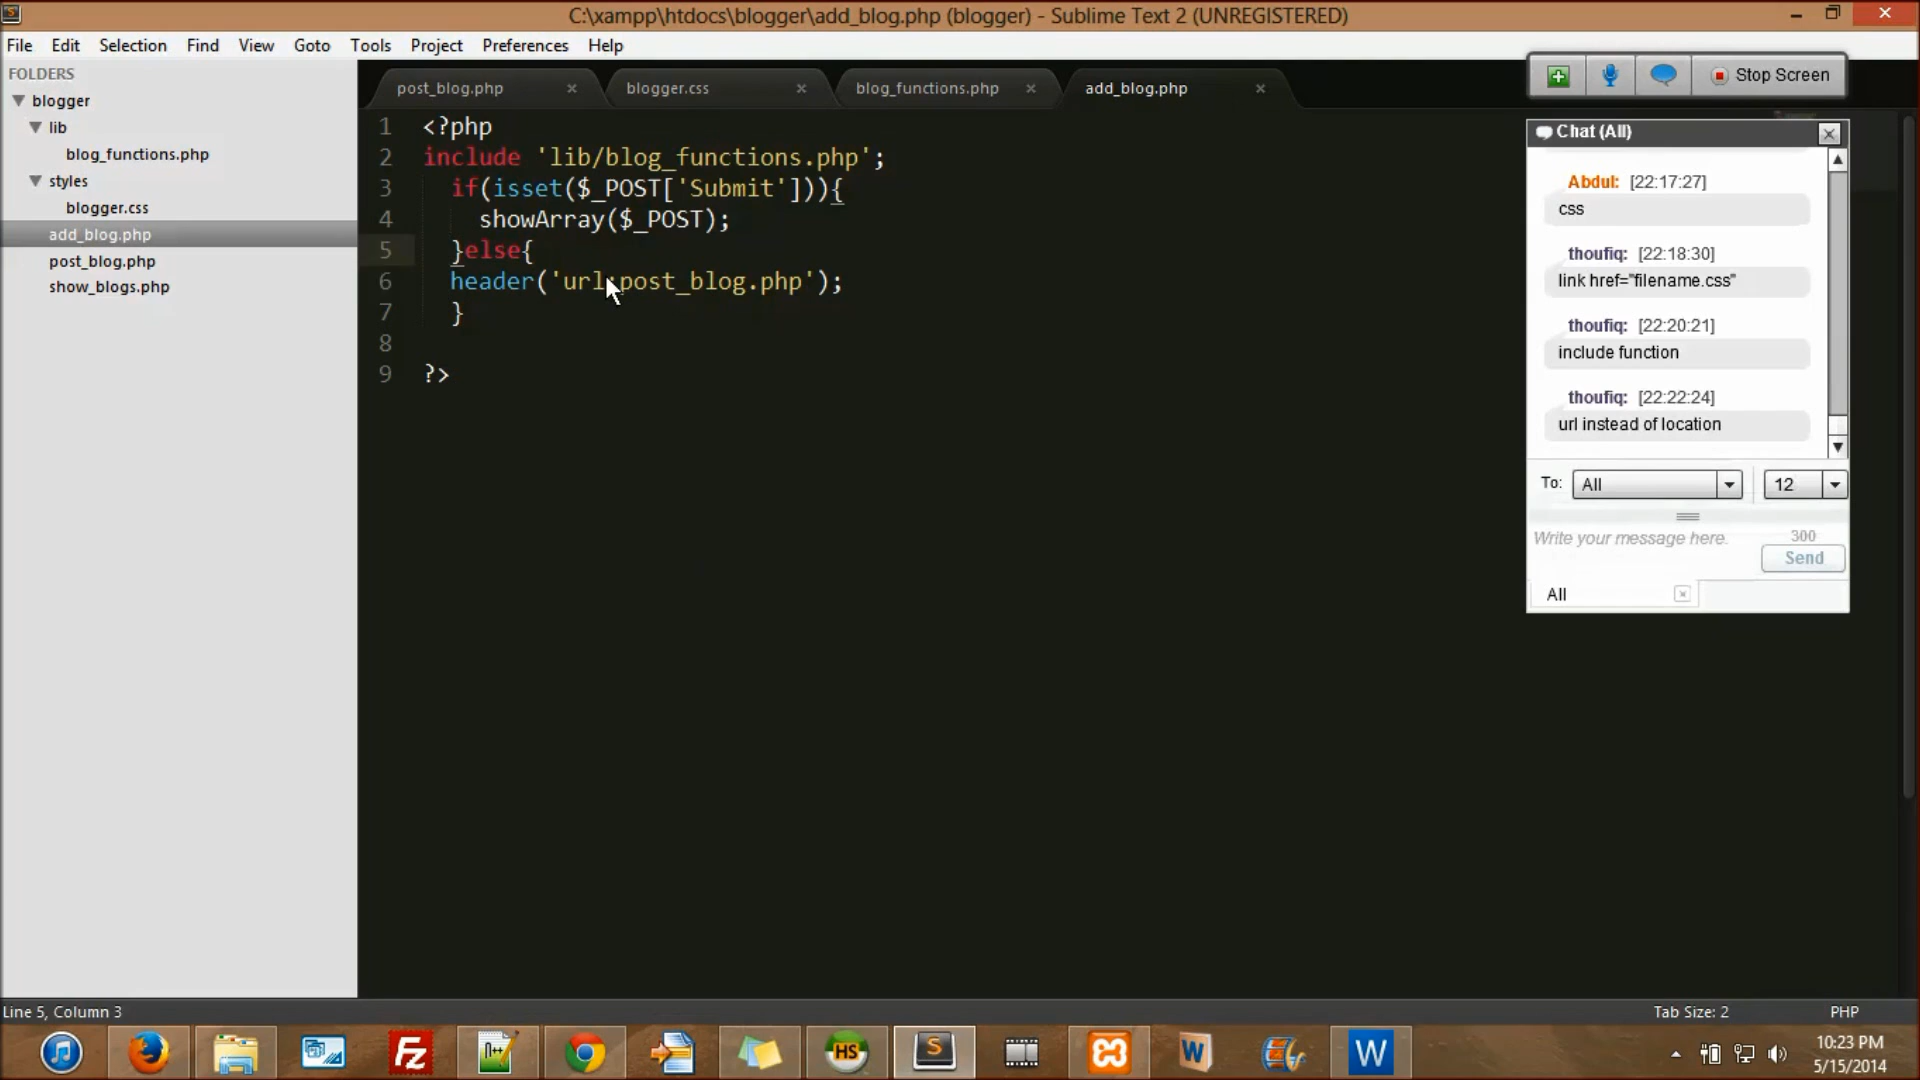 C:\xampp\htdocs\blogger\add_blog.php (blogger) - Sublime Text 2 (UNREGISTERED)
File Edit Selection Find View Goto Tools Project Preferences Help
FOLDERS
blogger
lib
blog_functions.php
styles
blogger.css
add_blog.php
post_blog.php
show_blogs.php
post_blog.php
blogger.css
blog_functions.php
add_blog.php
1 <?php
2 include 'lib/blog_functions.php';
3 if(isset($_POST['Submit'])){
4 showArray($_POST);
5 }else{
6 header('url:post_blog.php');
7 }
8
9 ?>
Stop Screen
Chat (All)
Abdul: [22:17:27]
css
thoufiq: [22:18:30]
link href="filename.css"
thoufiq: [22:20:21]
include function
thoufiq: [22:22:24]
url instead of location
To: All 12
Write your message here. 300
Send
All
Line 5, Column 3
Tab Size: 2 PHP
10:23 PM
5/15/2014